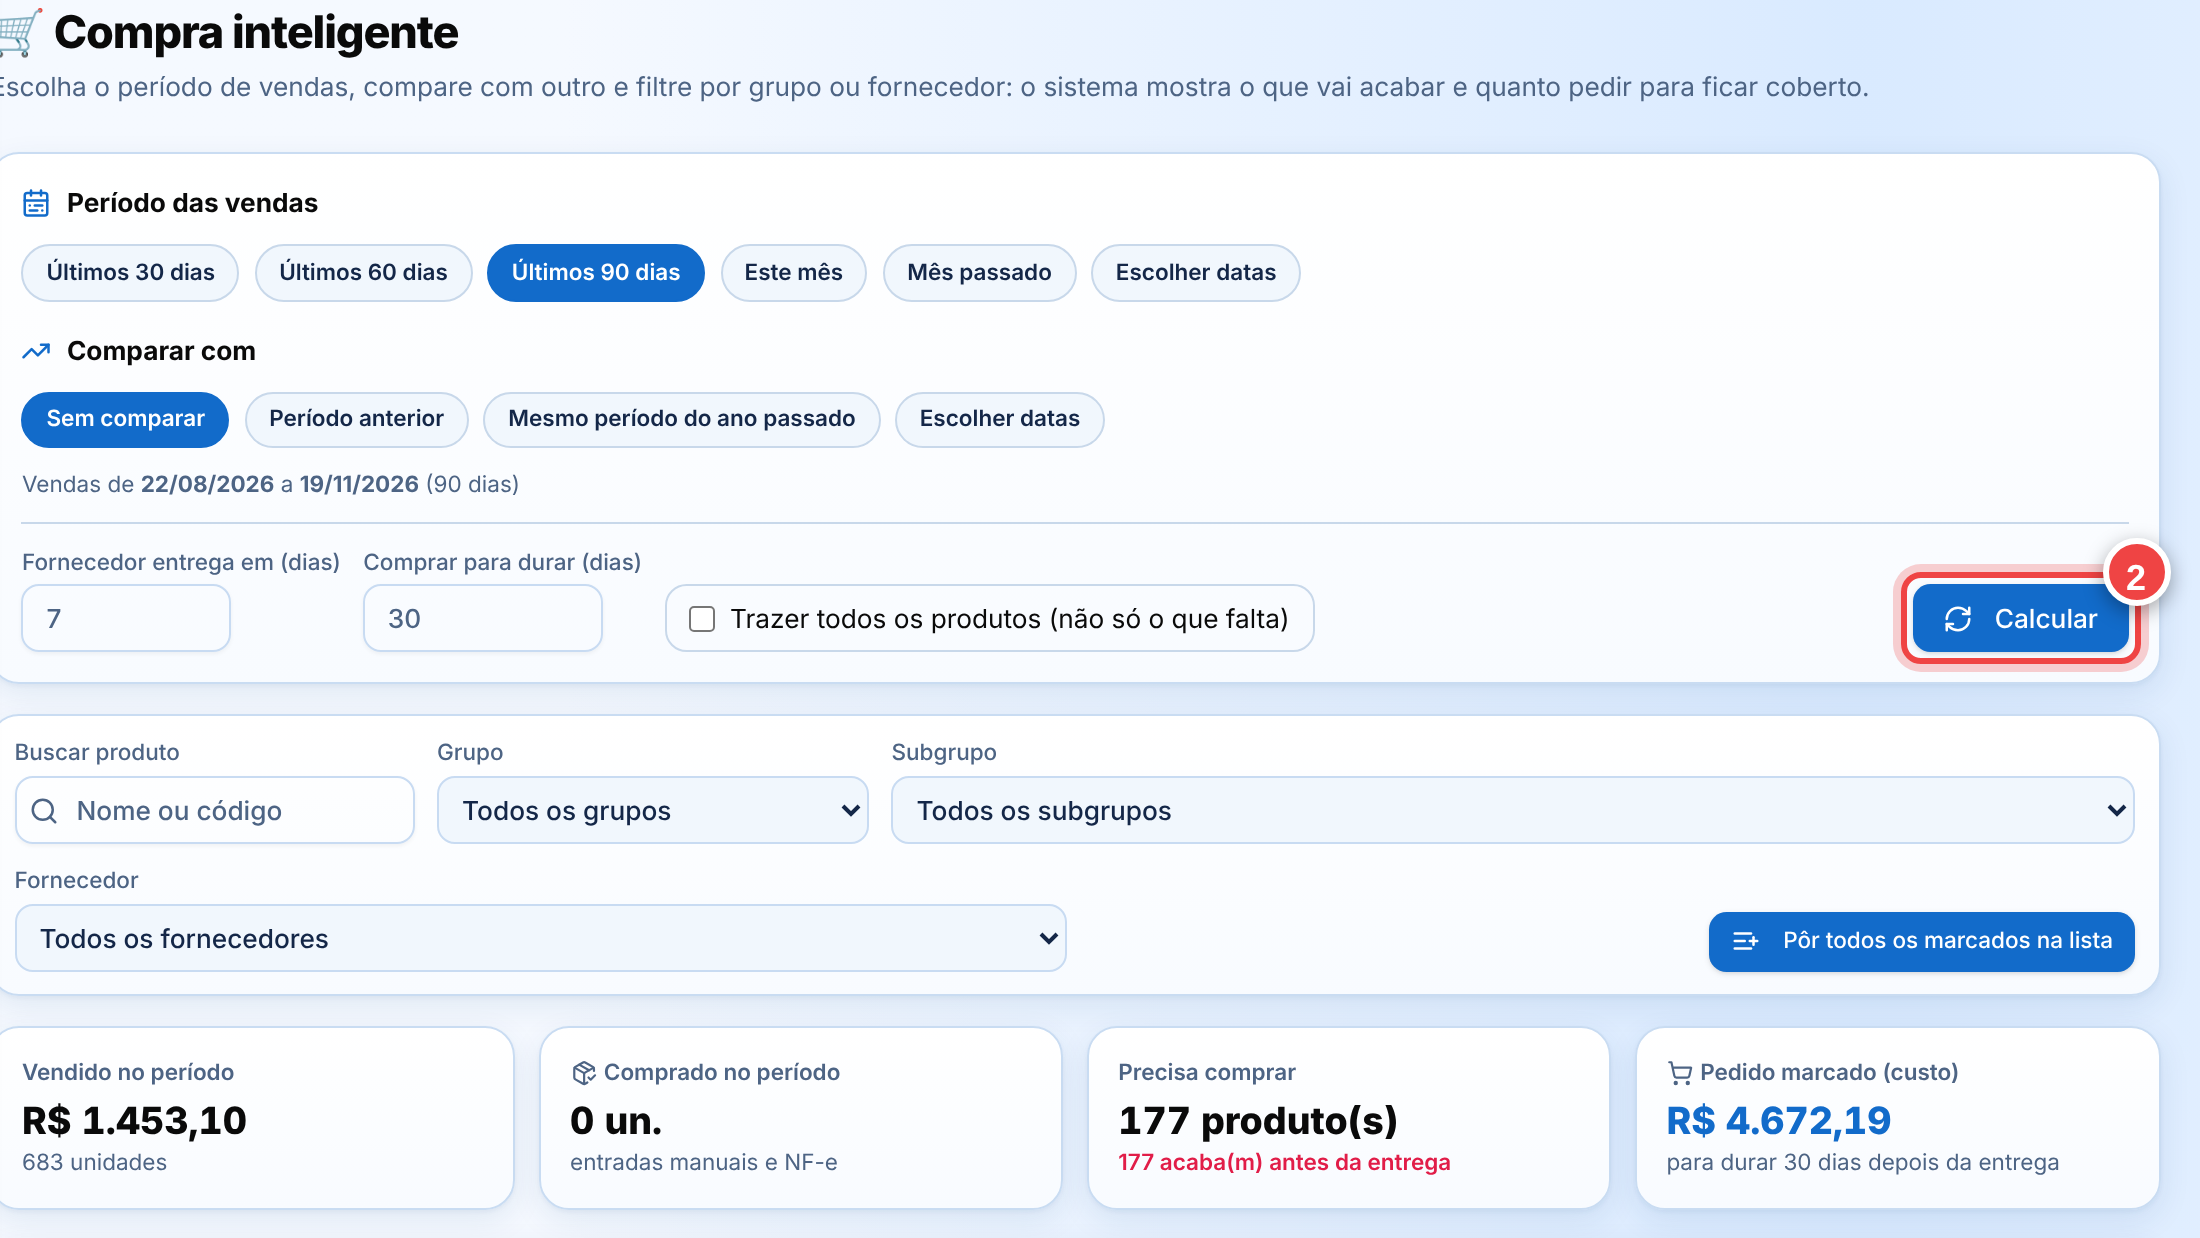 Compra inteligente
Escolha o período de vendas, compare com outro e filtre por grupo ou fornecedor: o sistema mostra o que vai acabar e quanto pedir para ficar coberto.
Período das vendas
Últimos 30 dias
Últimos 60 dias
Últimos 90 dias
Este mês
Mês passado
Escolher datas
Comparar com
Sem comparar
Período anterior
Mesmo período do ano passado
Escolher datas
Vendas de 22/08/2026 a 19/11/2026 (90 dias)
Fornecedor entrega em (dias)
Comprar para durar (dias)
7
30
Trazer todos os produtos (não só o que falta)
Calcular
2
Buscar produto
Grupo
Subgrupo
Nome ou código
Todos os grupos
Todos os subgrupos
Fornecedor
Todos os fornecedores
Pôr todos os marcados na lista
Vendido no período
R$ 1.453,10
683 unidades
Comprado no período
0 un.
entradas manuais e NF-e
Precisa comprar
177 produto(s)
177 acaba(m) antes da entrega
Pedido marcado (custo)
R$ 4.672,19
para durar 30 dias depois da entrega